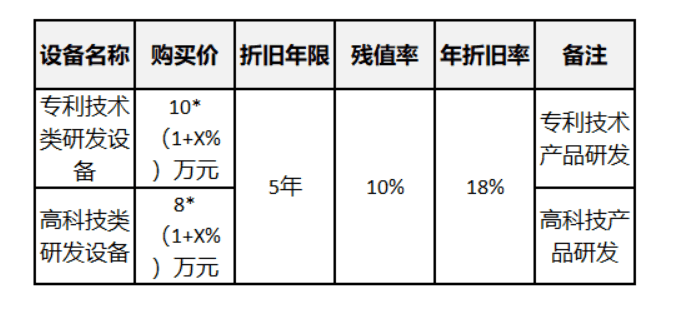 设备名称 购买价 折旧年限 残值率 年折旧率 备注
专利技术
类研发设
备
10*
（1+X%
）万元
5年
10%
18%
专利技术
产品研发
高科技类
研发设备
8*
（1+X%
）万元
高科技产
品研发